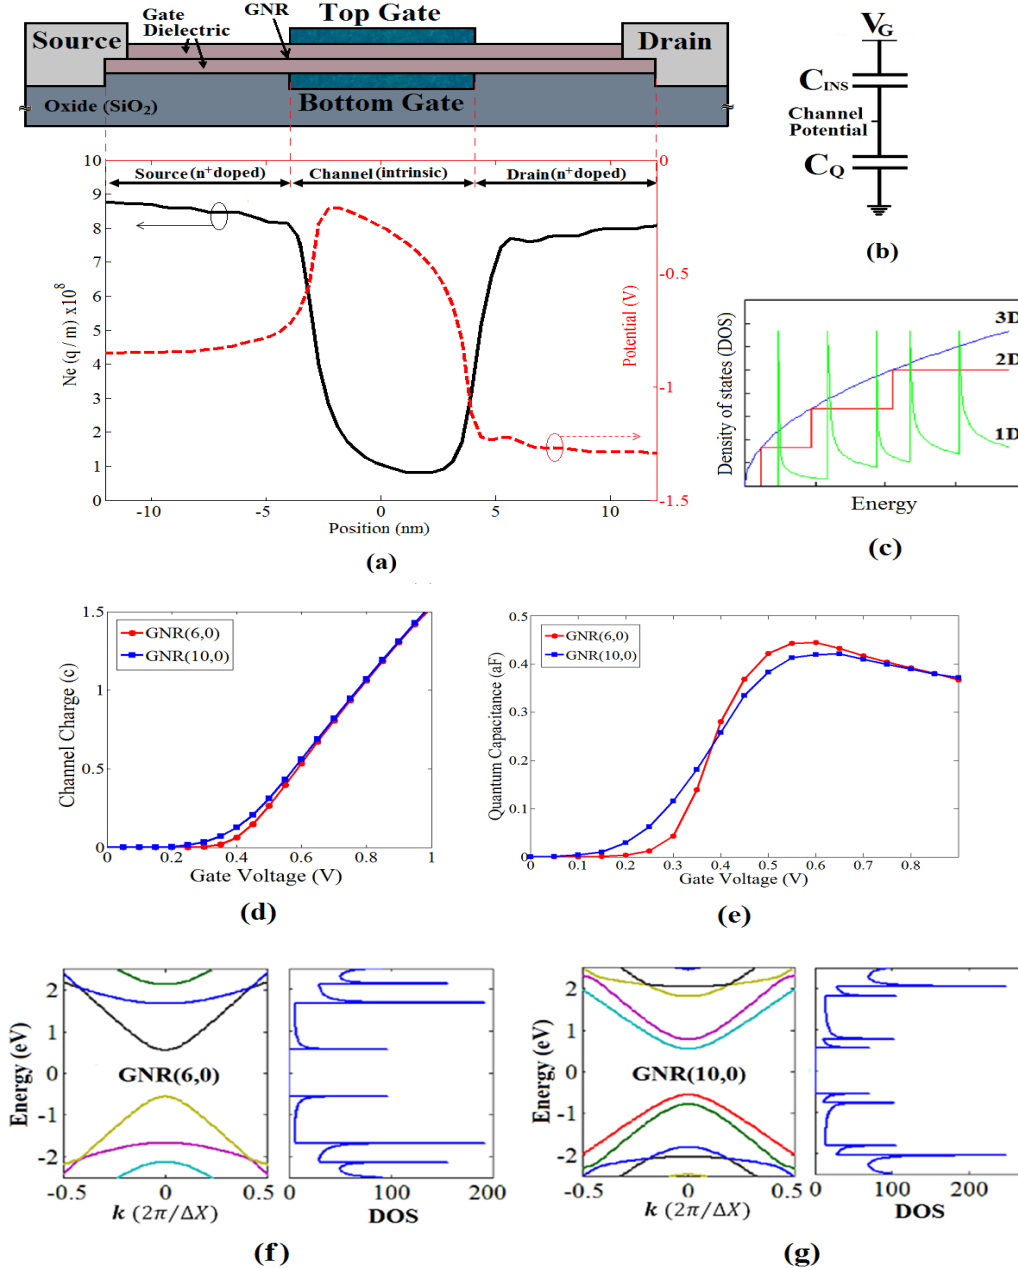 Top Gate
GNR
Gate
Dielectric
Source
Drain
Bottom Gate
Oxide (SiO2)
≈
≈
Source (n+doped)
Channel (intrinsic)
Drain (n+doped)
10
9
8
7
6
5
4
3
2
1
0
Ne (q / m) x10^8
0
-0.5
-1
-1.5
Potential (V)
-10
-5
0
5
10
Position (nm)
(a)
VG
CINS
Channel
Potential
CQ
(b)
Density of states (DOS)
3D
2D
1D
Energy
(c)
1.5
1
0.5
0
Channel Charge (c)
GNR(6,0)
GNR(10,0)
0
0.2
0.4
0.6
0.8
1
Gate Voltage (V)
(d)
0.5
0.4
0.3
0.2
0.1
0
Quantum Capacitance (aF)
GNR(6,0)
GNR(10,0)
0
0.1
0.2
0.3
0.4
0.5
0.6
0.7
0.8
Gate Voltage (V)
(e)
2
1
0
-1
-2
Energy (eV)
GNR(6,0)
-0.5
0
0.5
k (2π/ΔX)
0
100
200
DOS
(f)
2
1
0
-1
-2
Energy (eV)
GNR(10,0)
-0.5
0
0.5
k (2π/ΔX)
0
100
200
DOS
(g)